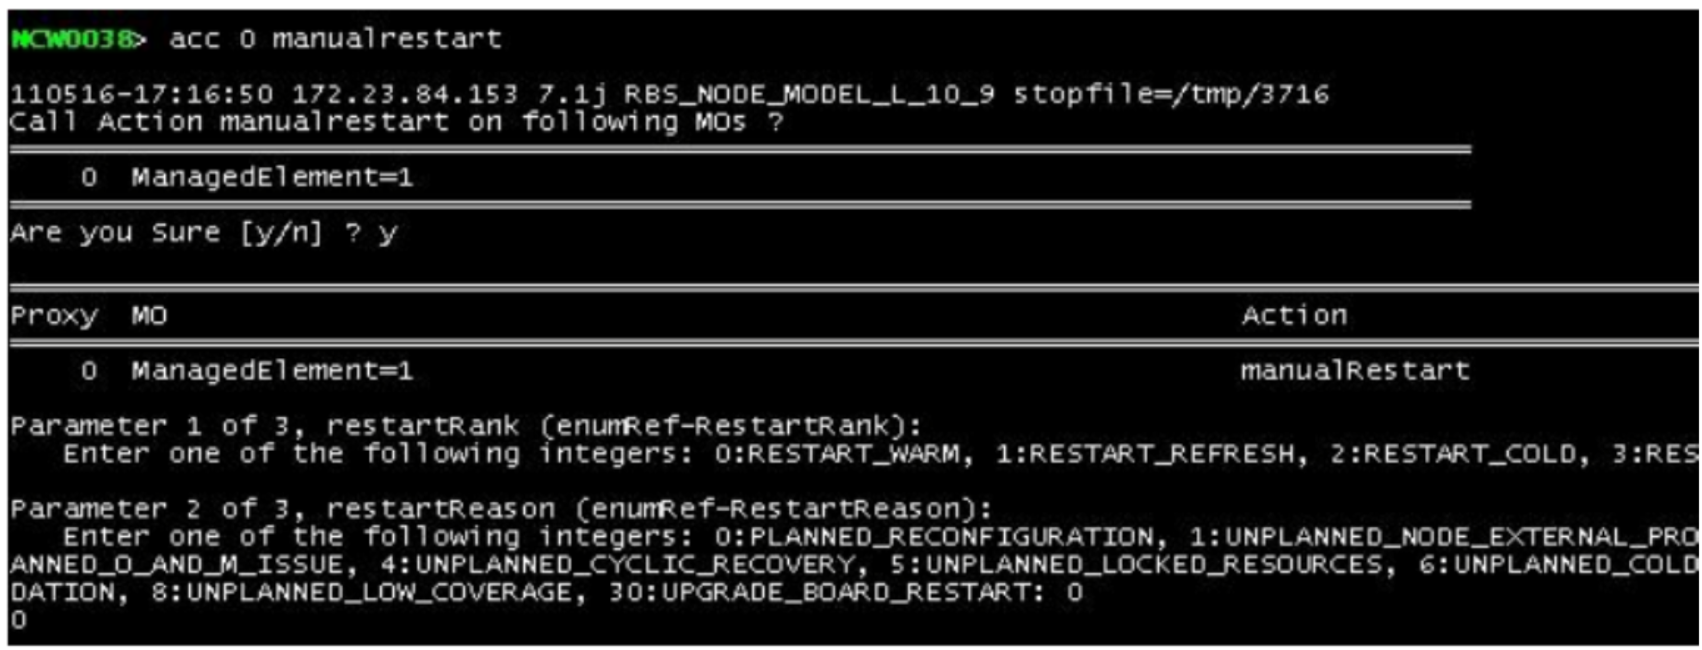 NCW0038> acc 0 manualrestart
110516-17:16:50 172.23.84.153 7.1j RBS_NODE_MODEL_L_10_9 stopfile=/tmp/3716
Call Action manualrestart on following MOs ?
0 ManagedElement=1
Are you Sure [y/n] ? y
Proxy MO Action
0 ManagedElement=1 manualRestart
Parameter 1 of 3, restartRank (enumRef-RestartRank):
Enter one of the following integers: 0:RESTART_WARM, 1:RESTART_REFRESH, 2:RESTART_COLD, 3:RES
Parameter 2 of 3, restartReason (enumRef-RestartReason):
Enter one of the following integers: 0:PLANNED_RECONFIGURATION, 1:UNPLANNED_NODE_EXTERNAL_PRO
ANNED_O_AND_M_ISSUE, 4:UNPLANNED_CYCLIC_RECOVERY, 5:UNPLANNED_LOCKED_RESOURCES, 6:UNPLANNED_COLD
DATION, 8:UNPLANNED_LOW_COVERAGE, 30:UPGRADE_BOARD_RESTART: 0
0